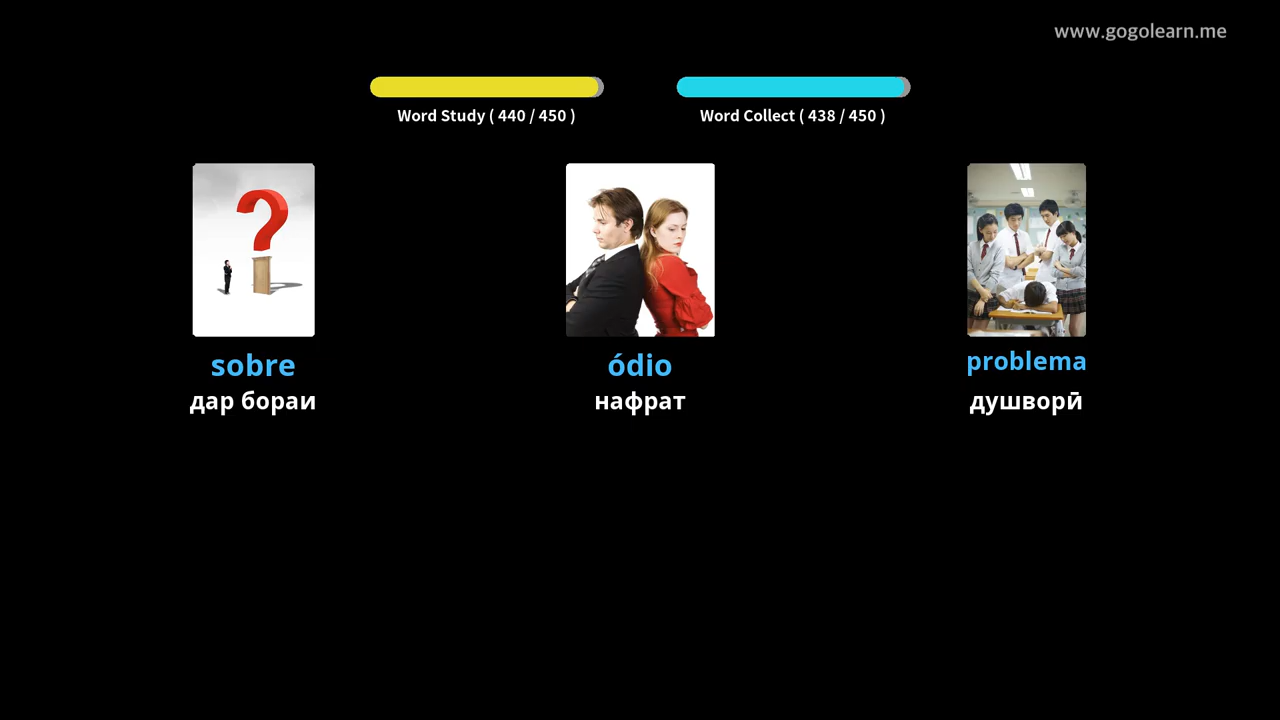 www.gogolearn.me
Word Study ( 440 / 450 )
Word Collect ( 438 / 450 )
sobre
дар бораи
ódio
нафрат
problema
душворӣ